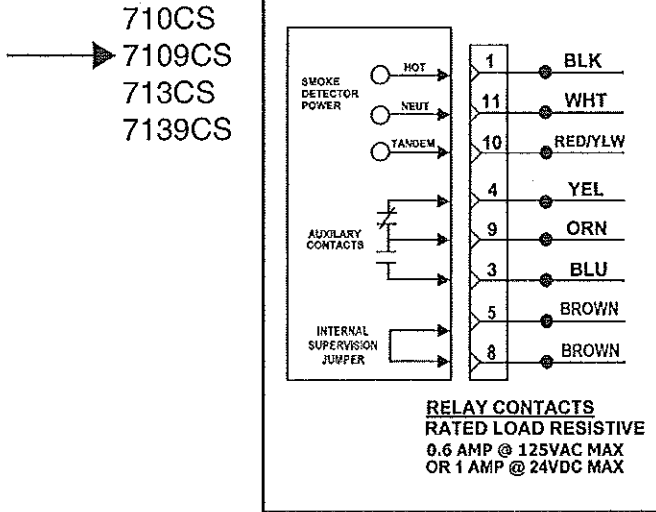 710CS
7109CS
713CS
7139CS
SMOKE
DETECTOR
POWER
HOT
NEUT
TANDEM
1 BLK
11 WHT
10 RED/YLW
AUXILARY
CONTACTS
4 YEL
9 ORN
3 BLU
INTERNAL
SUPERVISION
JUMPER
5 BROWN
8 BROWN
RELAY CONTACTS
RATED LOAD RESISTIVE
0.6 AMP @ 125VAC MAX
OR 1 AMP @ 24VDC MAX